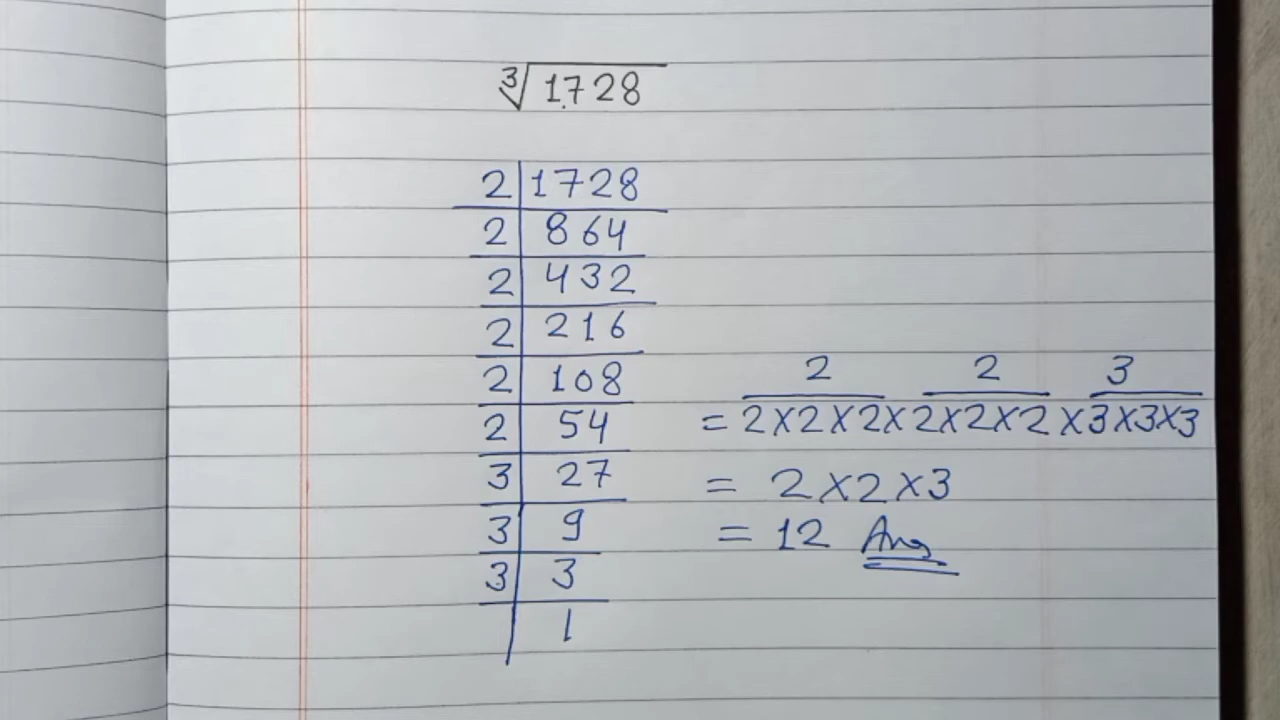 ∛1728
2 | 1728
2 | 864
2 | 432
2 | 216
2 | 108
2 | 54
3 | 27
3 | 9
3 | 3
1
2 2 3
= 2×2×2×2×2×2×3×3×3
= 2×2×3
= 12 Ans